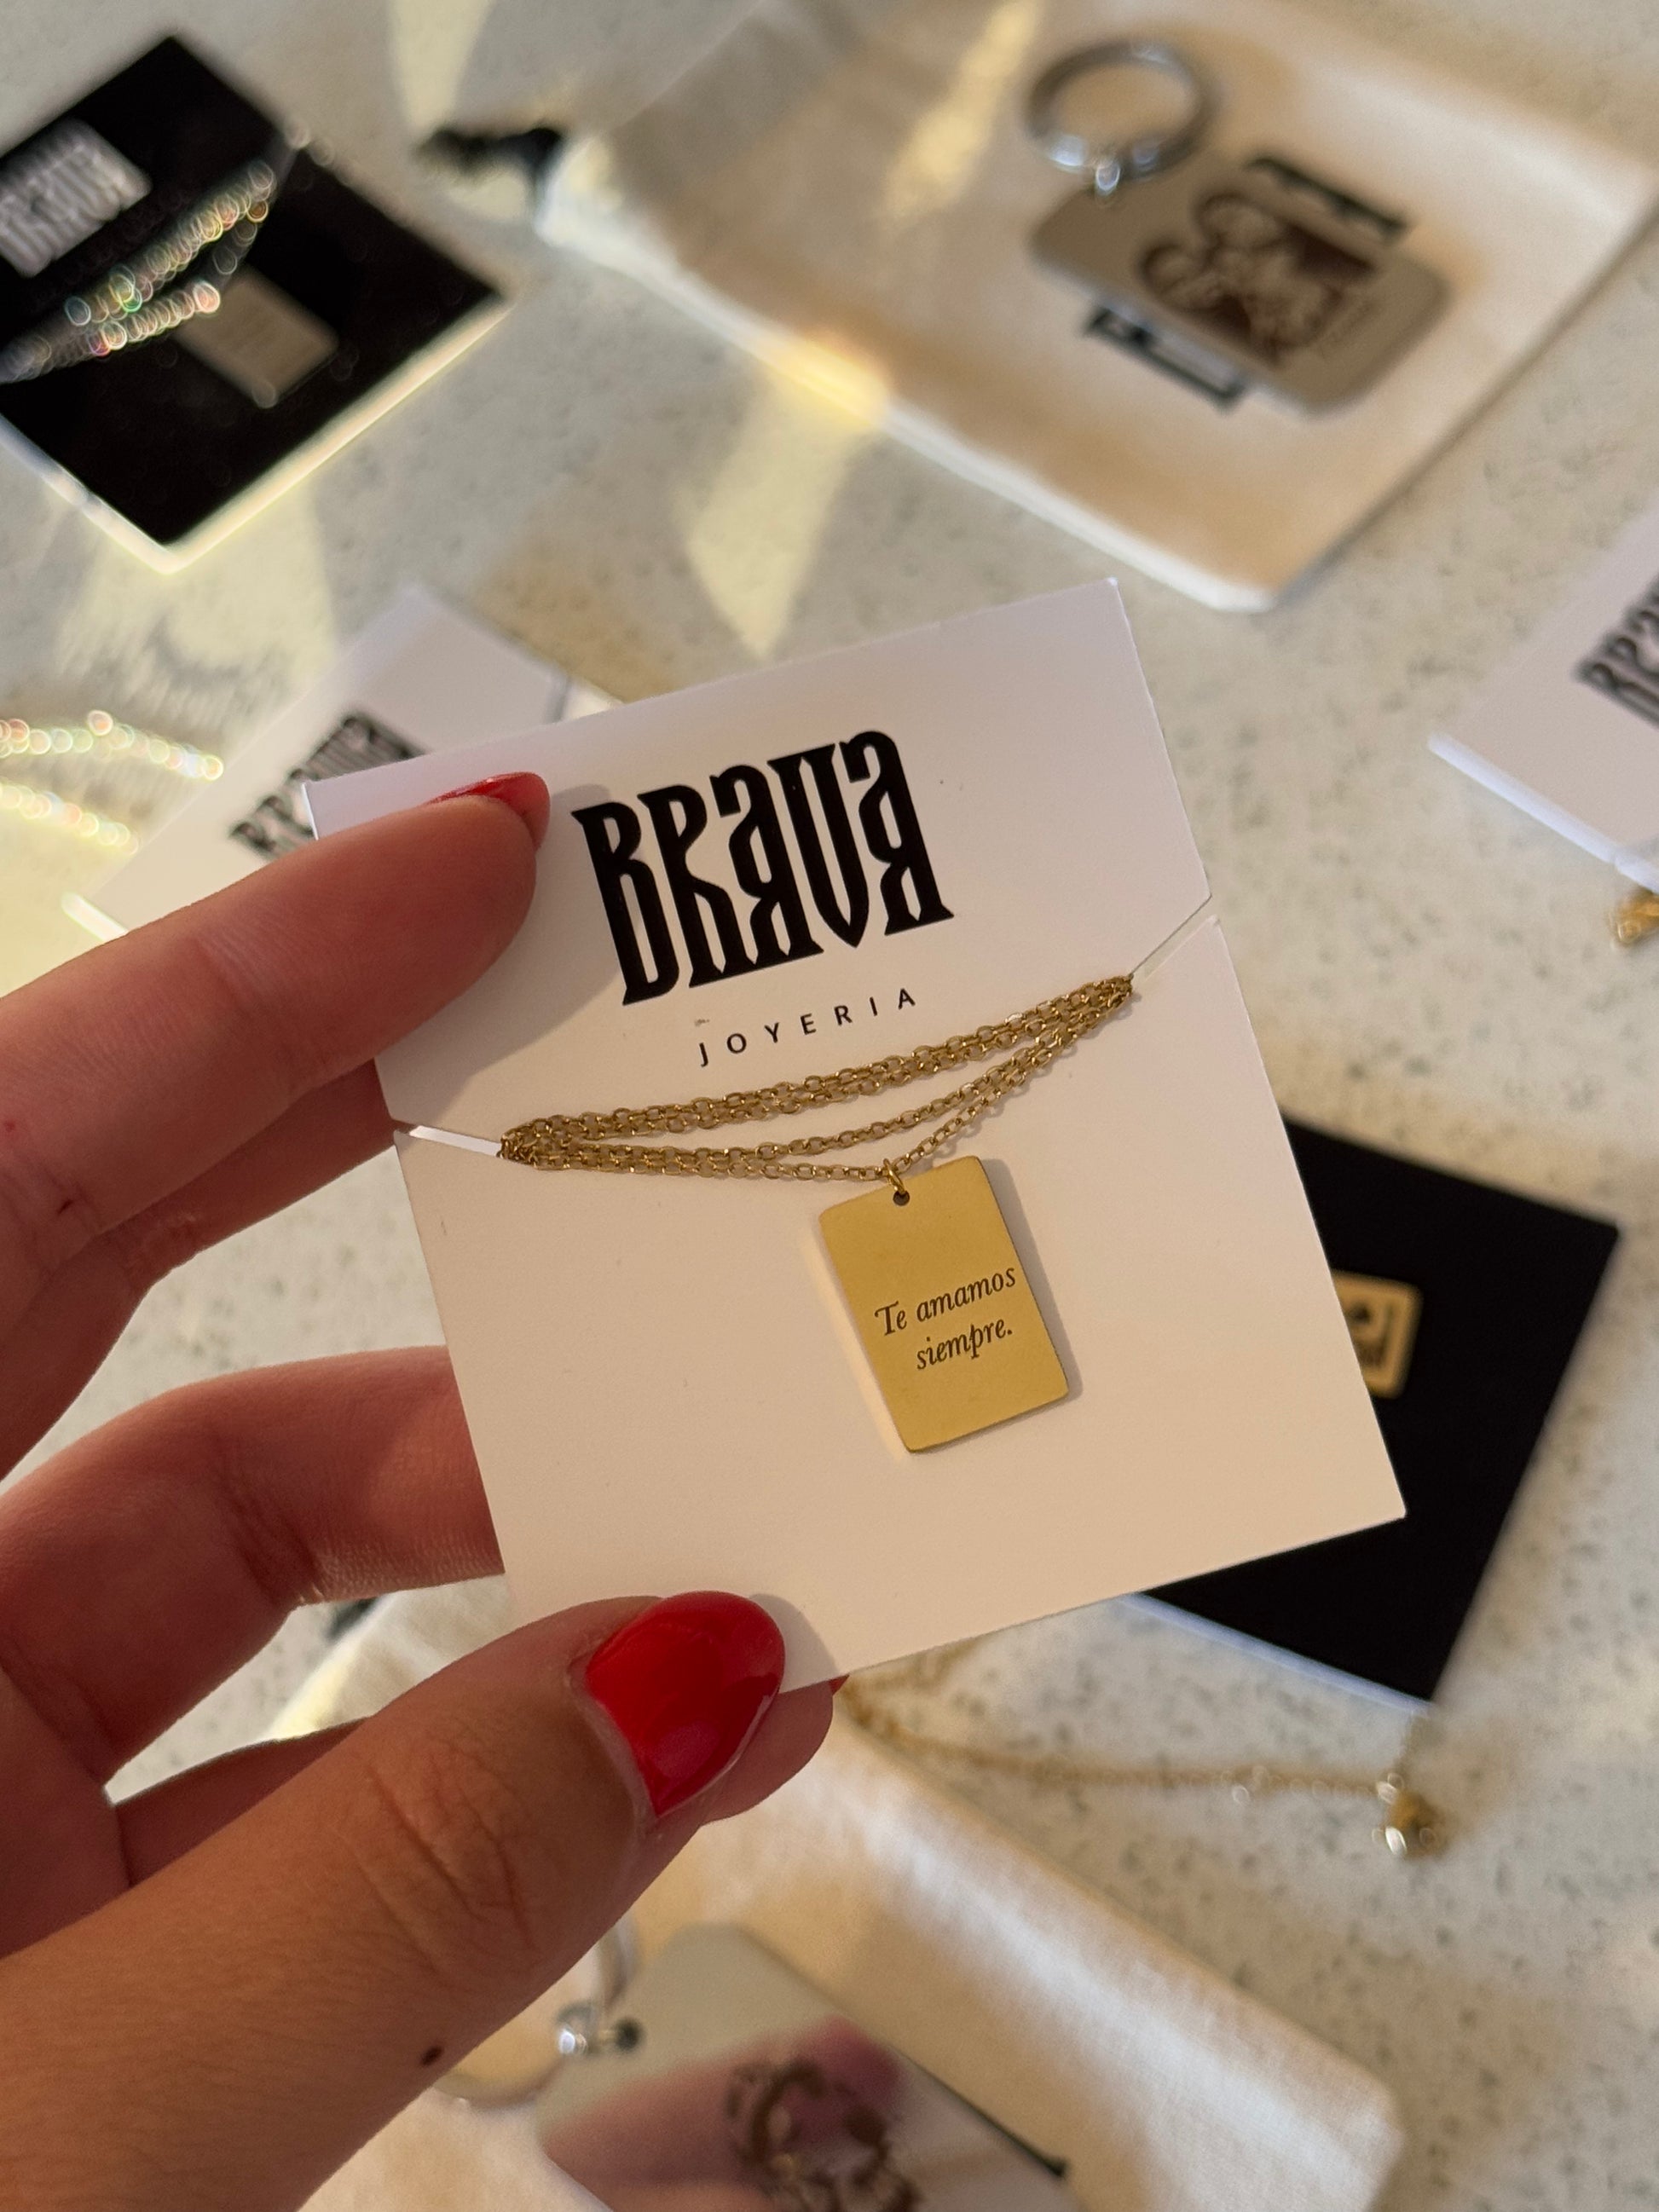 BRAVA
JOYERIA
Te amamos
siempre.